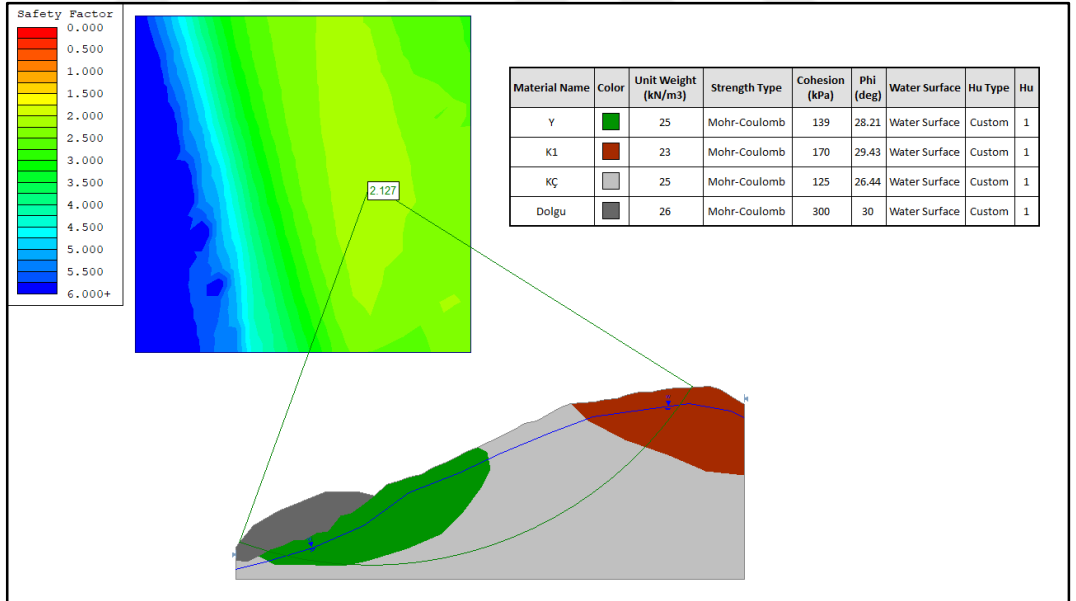 Safety Factor
0.000
0.500
1.000
1.500
2.000
2.500
3.000
3.500
4.000
4.500
5.000
5.500
6.000+
2.127
Material Name Color Unit Weight (kN/m3) Strength Type Cohesion (kPa) Phi (deg) Water Surface Hu Type Hu
Y 25 Mohr-Coulomb 139 28.21 Water Surface Custom 1
K1 23 Mohr-Coulomb 170 29.43 Water Surface Custom 1
KÇ 25 Mohr-Coulomb 125 26.44 Water Surface Custom 1
Dolgu 26 Mohr-Coulomb 300 30 Water Surface Custom 1